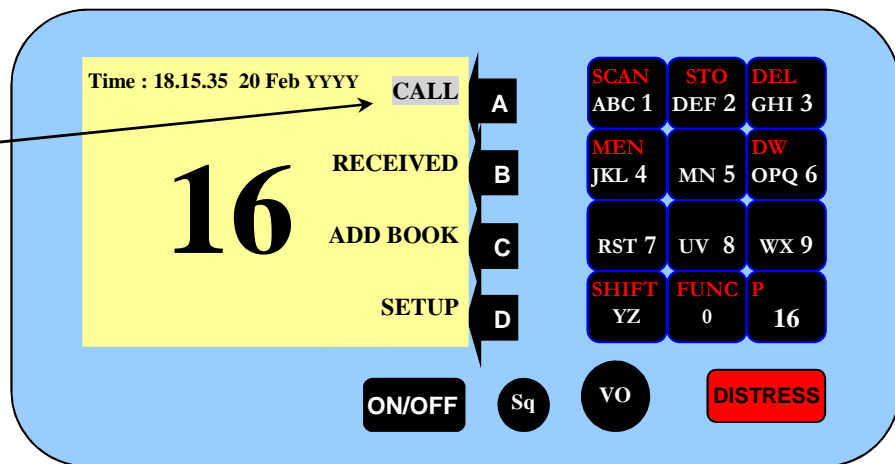 Time : 18.15.35 20 Feb YYYY
CALL
A
RECEIVED
B
16
ADD BOOK
C
SETUP
D
SCAN STO DEL
ABC 1 DEF 2 GHI 3
MEN DW
JKL 4 MN 5 OPQ 6
RST 7 UV 8 WX 9
SHIFT FUNC P
YZ 0 16
ON/OFF Sq VO DISTRESS